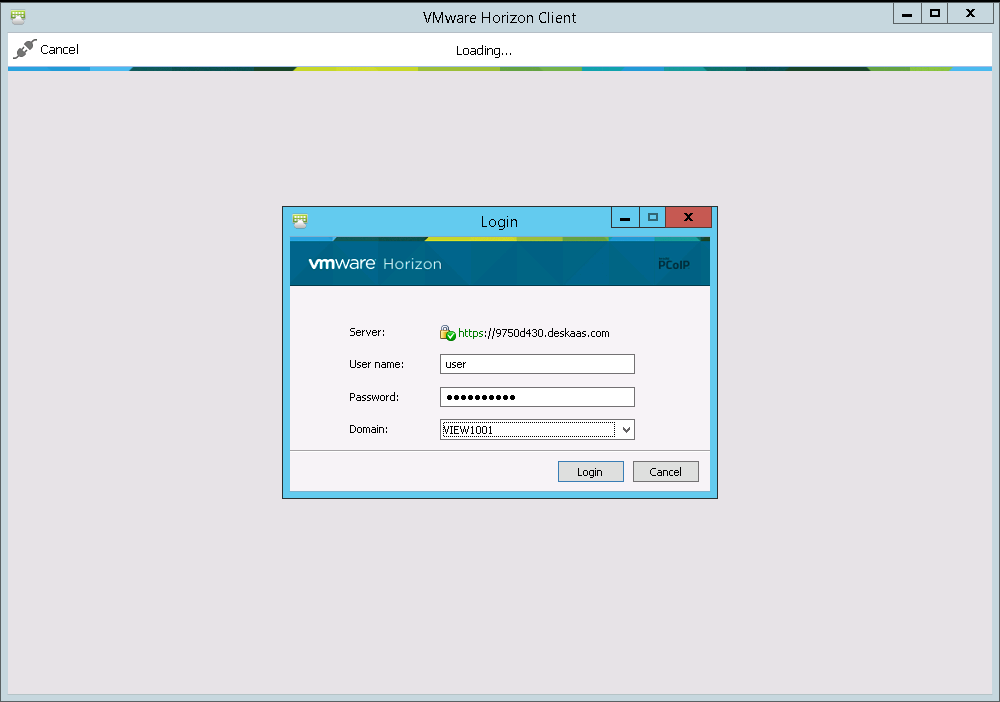 VMware Horizon Client
Cancel
Loading...
Login
vmware Horizon
PCoIP
Server: https://9750d430.deskaas.com
User name: user
Password: ●●●●●●●●●●
Domain: VIEW1001
Login Cancel